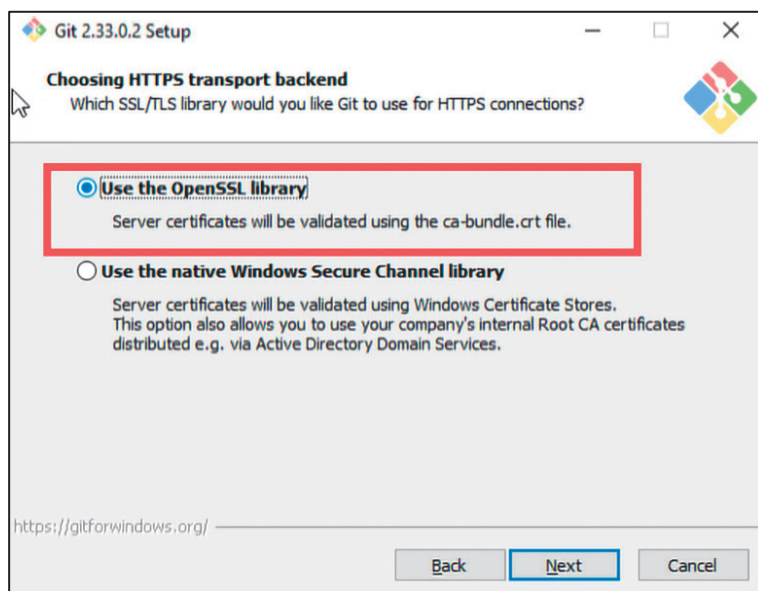 Git 2.33.0.2 Setup
Choosing HTTPS transport backend
Which SSL/TLS library would you like Git to use for HTTPS connections?
Use the OpenSSL library
Server certificates will be validated using the ca-bundle.crt file.
Use the native Windows Secure Channel library
Server certificates will be validated using Windows Certificate Stores.
This option also allows you to use your company's internal Root CA certificates
distributed e.g. via Active Directory Domain Services.
https://gitforwindows.org/
Back Next Cancel